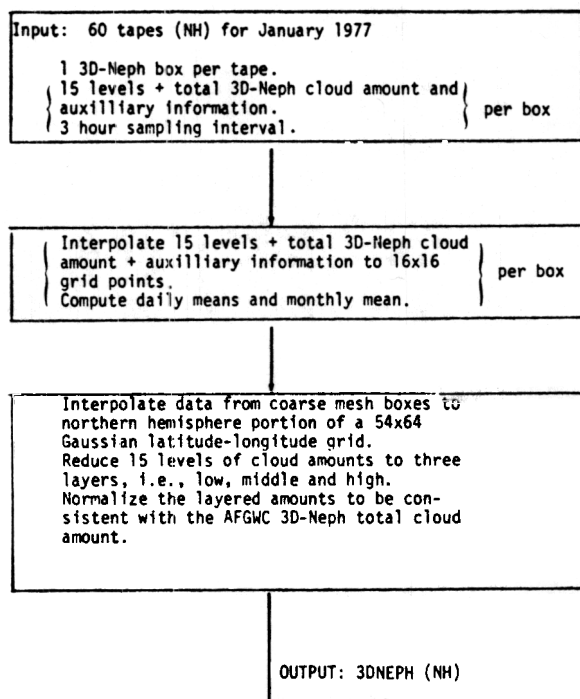 Input: 60 tapes (NH) for January 1977
1 3D-Neph box per tape.
15 levels + total 3D-Neph cloud amount and
auxilliary information.
3 hour sampling interval.
per box
Interpolate 15 levels + total 3D-Neph cloud
amount + auxilliary information to 16x16
grid points.
Compute daily means and monthly mean.
per box
Interpolate data from coarse mesh boxes to
northern hemisphere portion of a 54x64
Gaussian latitude-longitude grid.
Reduce 15 levels of cloud amounts to three
layers, i.e., low, middle and high.
Normalize the layered amounts to be con-
sistent with the AFGWC 3D-Neph total cloud
amount.
OUTPUT: 3DNEPH (NH)